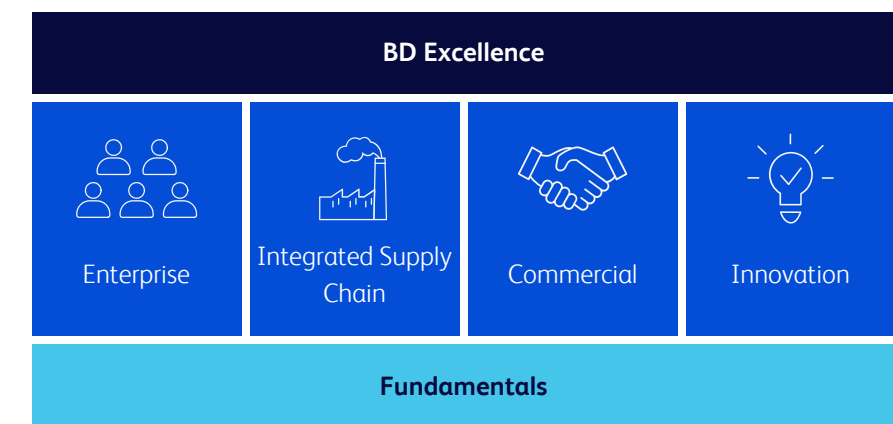 BD Excellence
Enterprise
Integrated Supply
Chain
Commercial
Innovation
Fundamentals